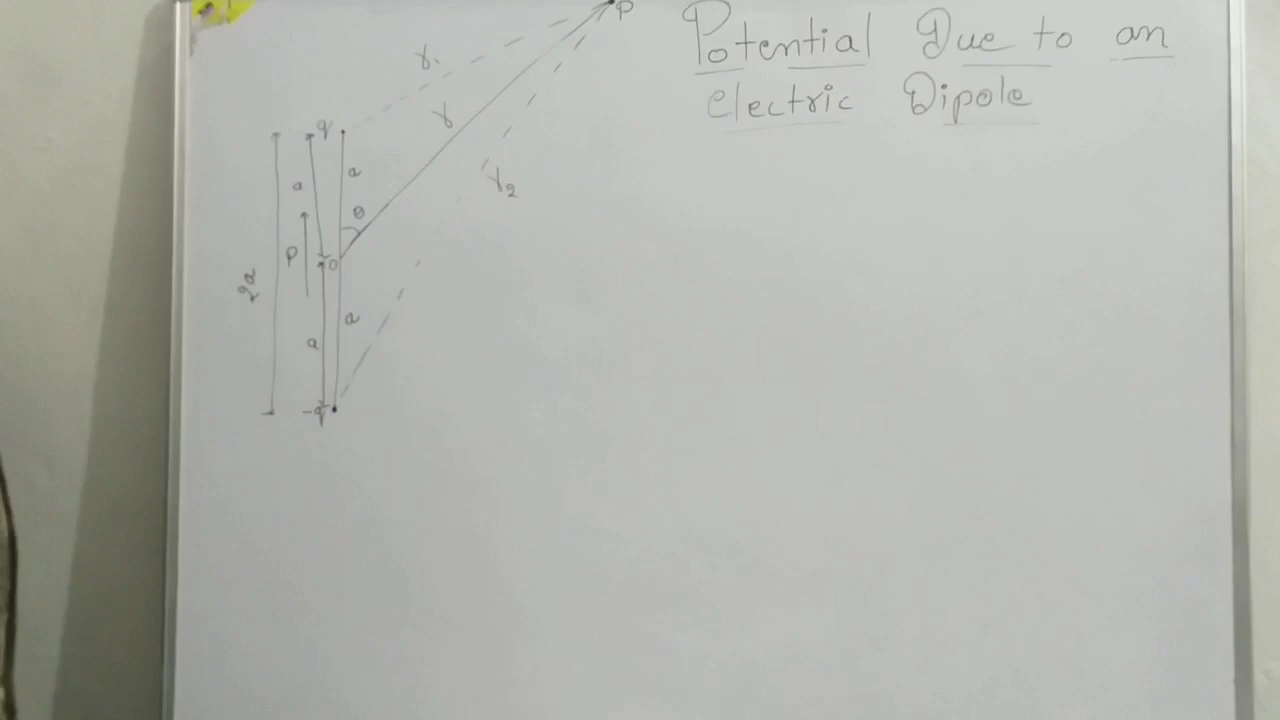 Potential Due to an
electric Dipole
P
r₁
r
r₂
q
a
a
θ
P
O
2a
a
a
-q